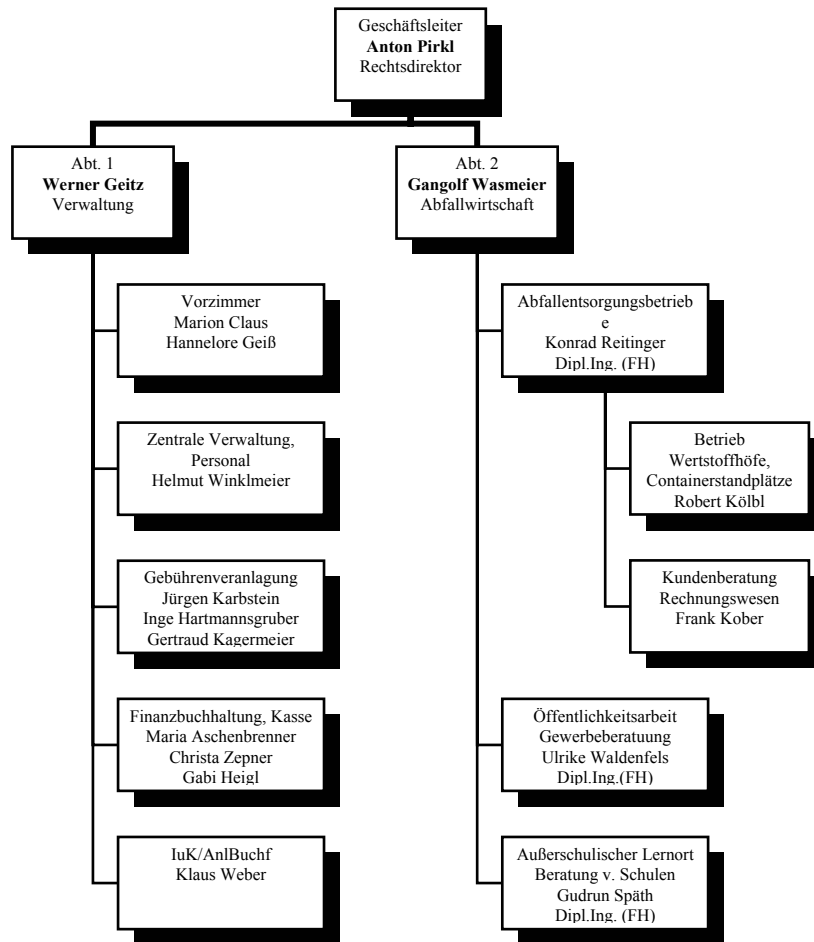 Geschäftsleiter
Anton Pirkl
Rechtsdirektor
Abt. 1
Werner Geitz
Verwaltung
Abt. 2
Gangolf Wasmeier
Abfallwirtschaft
Vorzimmer
Marion Claus
Hannelore Geiß
Zentrale Verwaltung,
Personal
Helmut Winklmeier
Gebührenveranlagung
Jürgen Karbstein
Inge Hartmannsgruber
Gertraud Kagermeier
Finanzbuchhaltung, Kasse
Maria Aschenbrenner
Christa Zepner
Gabi Heigl
IuK/AnlBuchf
Klaus Weber
Abfallentsorgungsbetrieb
e
Konrad Reitinger
Dipl.Ing. (FH)
Betrieb
Wertstoffhöfe,
Containerstandplätze
Robert Kölbl
Kundenberatung
Rechnungswesen
Frank Kober
Öffentlichkeitsarbeit
Gewerbeberatuung
Ulrike Waldenfels
Dipl.Ing.(FH)
Außerschulischer Lernort
Beratung v. Schulen
Gudrun Späth
Dipl.Ing. (FH)